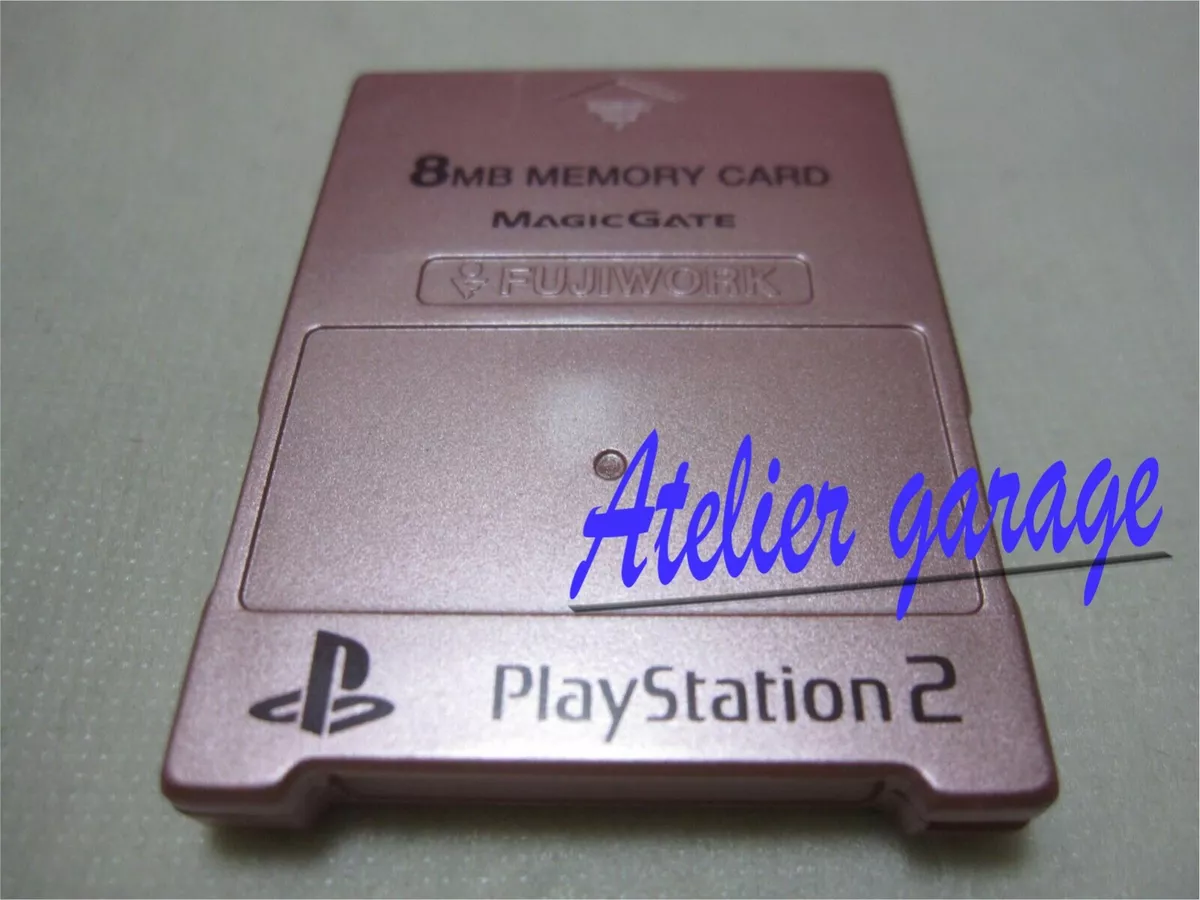 8MB MEMORY CARD
MAGICGATE
FUJIWORK
Atelier garage
PlayStation 2